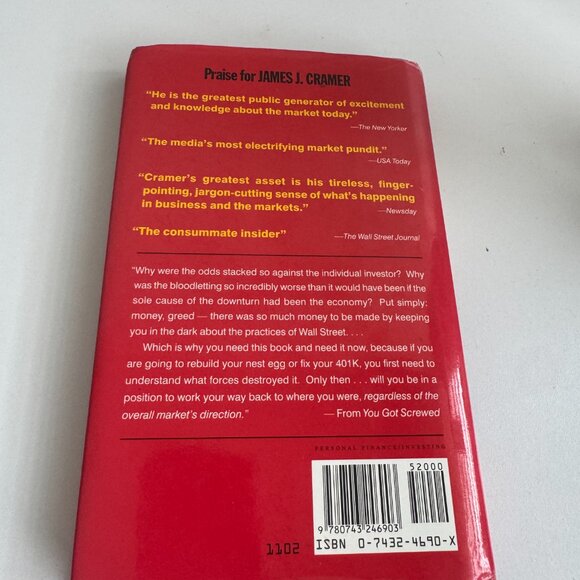 Praise for JAMES J. CRAMER
“He is the greatest public generator of excitement
and knowledge about the market today.”
—The New Yorker
“The media’s most electrifying market pundit.”
—USA Today
“Cramer’s greatest asset is his tireless, finger-
pointing, jargon-cutting sense of what’s happening
in business and the markets.”
—Newsday
“The consummate insider”
—The Wall Street Journal
“Why were the odds stacked so against the individual investor? Why
was the bloodletting so incredibly worse than it would have been if the
sole cause of the downturn had been the economy? Put simply:
money, greed — there was so much money to be made by keeping
you in the dark about the practices of Wall Street. . . .
Which is why you need this book and need it now, because if you
are going to rebuild your nest egg or fix your 401K, you first need to
understand what forces destroyed it. Only then . . . will you be in a
position to work your way back to where you were, regardless of the
overall market’s direction.”
— From You Got Screwed
PERSONAL FINANCE/INVESTING
52000
9 780743 246903
1102
ISBN 0-7432-4690-X